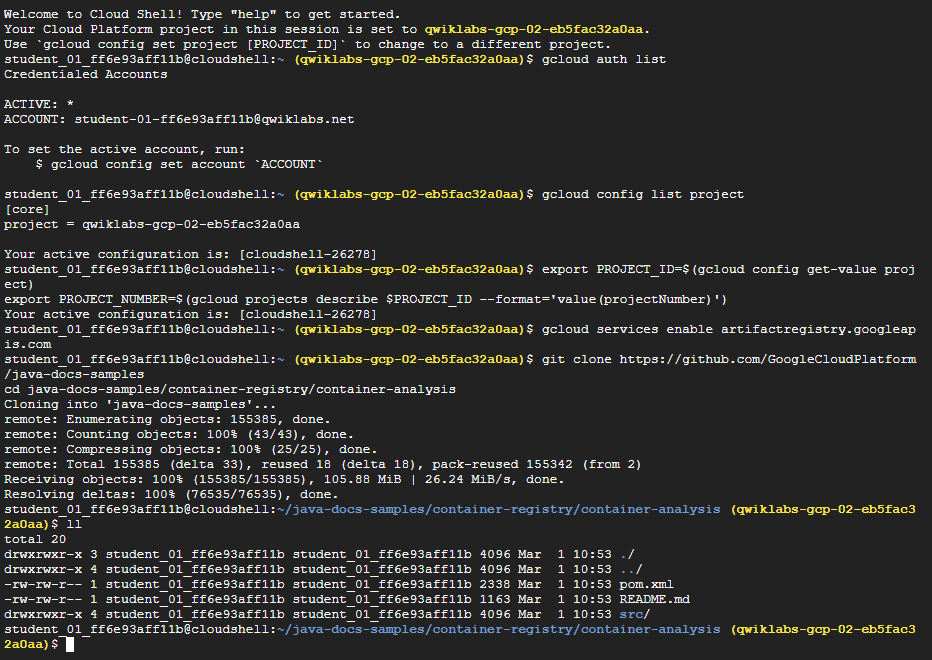 Welcome to Cloud Shell! Type "help" to get started.
Your Cloud Platform project in this session is set to qwiklabs-gcp-02-eb5fac32a0aa.
Use `gcloud config set project [PROJECT_ID]` to change to a different project.
student_01_ff6e93aff11b@cloudshell:~ (qwiklabs-gcp-02-eb5fac32a0aa)$ gcloud auth list
Credentialed Accounts

ACTIVE: *
ACCOUNT: student-01-ff6e93aff11b@qwiklabs.net

To set the active account, run:
    $ gcloud config set account `ACCOUNT`

student_01_ff6e93aff11b@cloudshell:~ (qwiklabs-gcp-02-eb5fac32a0aa)$ gcloud config list project
[core]
project = qwiklabs-gcp-02-eb5fac32a0aa

Your active configuration is: [cloudshell-26278]
student_01_ff6e93aff11b@cloudshell:~ (qwiklabs-gcp-02-eb5fac32a0aa)$ export PROJECT_ID=$(gcloud config get-value proj
ect)
export PROJECT_NUMBER=$(gcloud projects describe $PROJECT_ID --format='value(projectNumber)')
Your active configuration is: [cloudshell-26278]
student_01_ff6e93aff11b@cloudshell:~ (qwiklabs-gcp-02-eb5fac32a0aa)$ gcloud services enable artifactregistry.googleap
is.com
student_01_ff6e93aff11b@cloudshell:~ (qwiklabs-gcp-02-eb5fac32a0aa)$ git clone https://github.com/GoogleCloudPlatform
/java-docs-samples
cd java-docs-samples/container-registry/container-analysis
Cloning into 'java-docs-samples'...
remote: Enumerating objects: 155385, done.
remote: Counting objects: 100% (43/43), done.
remote: Compressing objects: 100% (25/25), done.
remote: Total 155385 (delta 33), reused 18 (delta 18), pack-reused 155342 (from 2)
Receiving objects: 100% (155385/155385), 105.88 MiB | 26.24 MiB/s, done.
Resolving deltas: 100% (76535/76535), done.
student_01_ff6e93aff11b@cloudshell:~/java-docs-samples/container-registry/container-analysis (qwiklabs-gcp-02-eb5fac3
2a0aa)$ ll
total 20
drwxrwxr-x 3 student_01_ff6e93aff11b student_01_ff6e93aff11b 4096 Mar  1 10:53 ./
drwxrwxr-x 4 student_01_ff6e93aff11b student_01_ff6e93aff11b 4096 Mar  1 10:53 ../
-rw-rw-r-- 1 student_01_ff6e93aff11b student_01_ff6e93aff11b 2338 Mar  1 10:53 pom.xml
-rw-rw-r-- 1 student_01_ff6e93aff11b student_01_ff6e93aff11b 1163 Mar  1 10:53 README.md
drwxrwxr-x 4 student_01_ff6e93aff11b student_01_ff6e93aff11b 4096 Mar  1 10:53 src/
student_01_ff6e93aff11b@cloudshell:~/java-docs-samples/container-registry/container-analysis (qwiklabs-gcp-02-eb5fac3
2a0aa)$